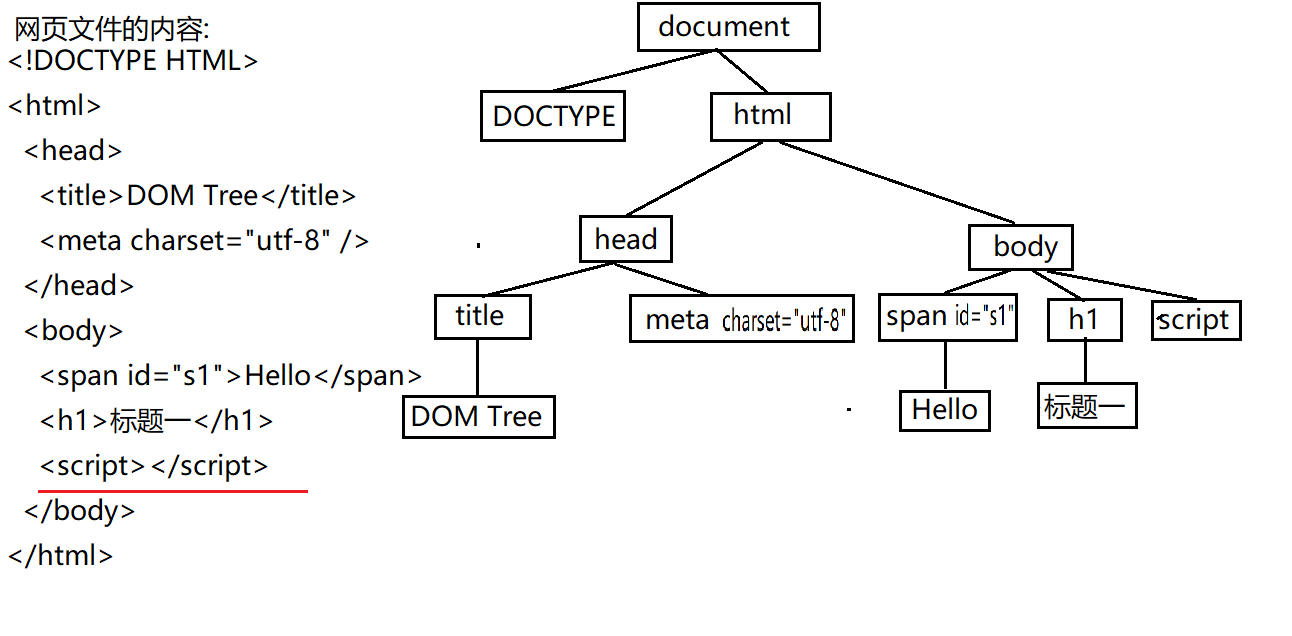 网页文件的内容:
<!DOCTYPE HTML>
<html>
<head>
<title>DOM Tree</title>
<meta charset="utf-8" />
</head>
<body>
<span id="s1">Hello</span>
<h1>标题一</h1>
<script></script>
</body>
</html>
document
DOCTYPE
html
head
body
title
meta charset="utf-8"
span id="s1"
h1
script
DOM Tree
Hello
标题一